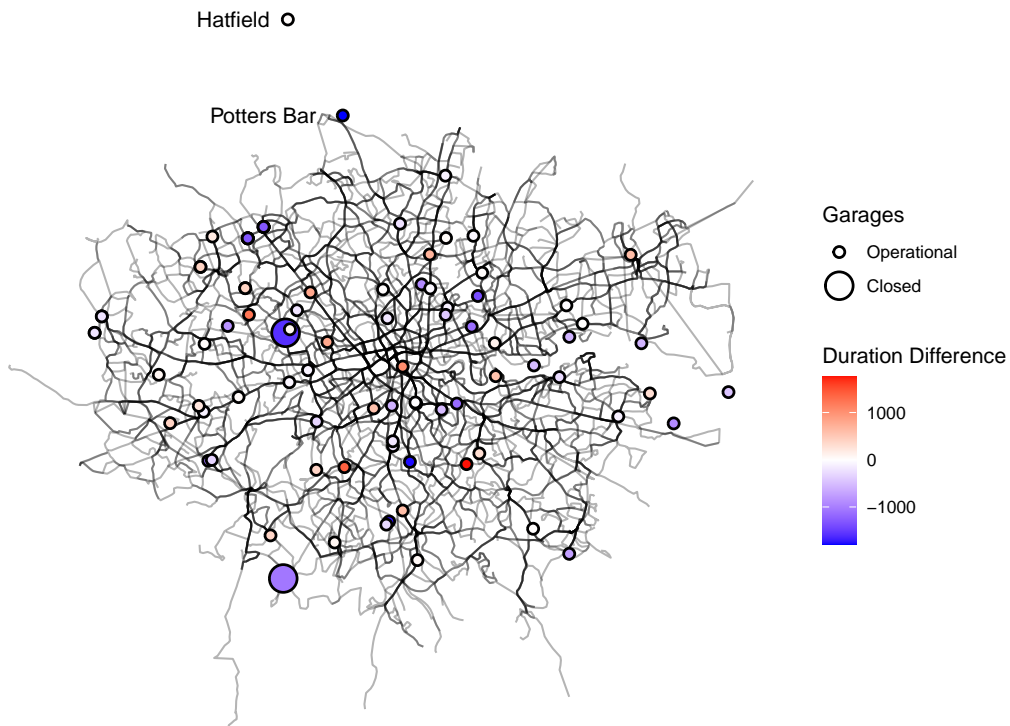 Hatfield
Potters Bar
Garages
Operational
Closed
Duration Difference
1000
0
−1000